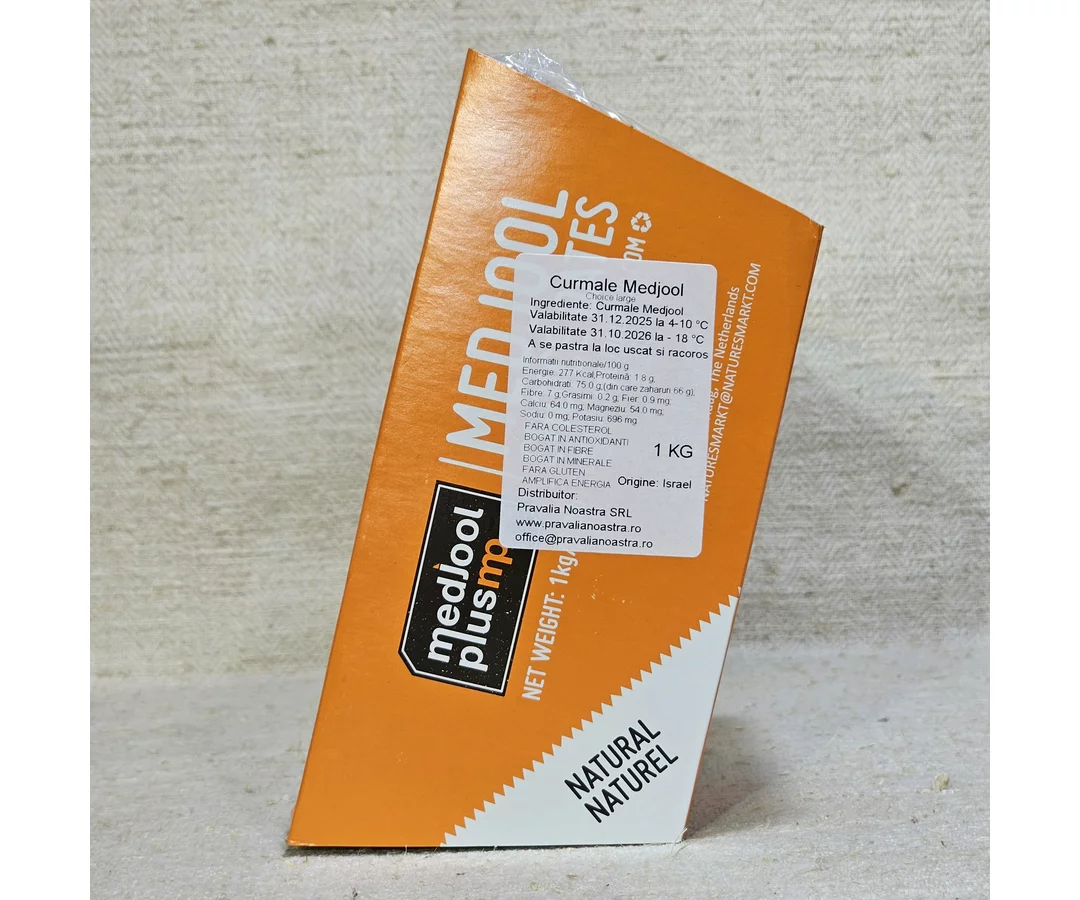 MEDJOOL
TES
OM
Curmale Medjool
Choice large
Ingrediente: Curmale Medjool
Valabilitate 31.12.2025 la 4-10 °C
Valabilitate 31.10.2026 la - 18 °C
A se pastra la loc uscat si racoros
Informatii nutritionale/100 g
Energie: 277 Kcal,Proteină: 1.8 g,
Carbohidrati: 75.0 g,(din care zaharuri 66 g),
Fibre: 7 g,Grasimi: 0.2 g, Fier: 0.9 mg,
Calciu: 64.0 mg, Magneziu: 54.0 mg,
Sodiu: 0 mg, Potasiu: 696 mg
FARA COLESTEROL
BOGAT IN ANTIOXIDANTI
BOGAT IN FIBRE
BOGAT IN MINERALE
FARA GLUTEN
AMPLIFICA ENERGIA
1 KG
Origine: Israel
Distribuitor:
Pravalia Noastra SRL
www.pravalianoastra.ro
office@pravalianoastra.ro
The Netherlands
NATURESMARKT@NATURESMARKT.COM
medjool
plus mp
NET WEIGHT: 1kg
NATURAL
NATUREL